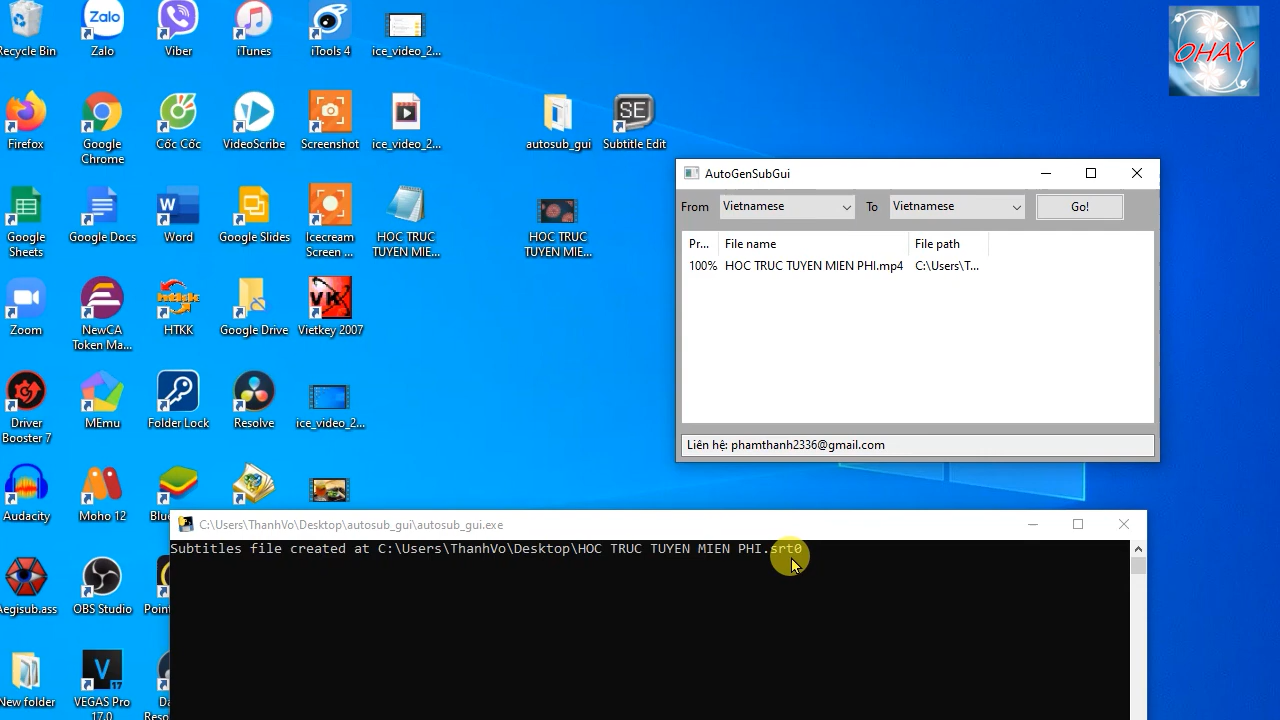 Recycle Bin
Zalo
Zalo
Viber
iTunes
iTools 4
ice_video_2...
OHAY
Firefox
Google
Chrome
Cốc Cốc
VideoScribe
Screenshot
ice_video_2...
autosub_gui
SE
Subtitle Edit
Google
Sheets
Google Docs
W
Word
Google Slides
Icecream
Screen ...
HOC TRUC
TUYEN MIE...
HOC TRUC
TUYEN MIE...
AutoGenSubGui
From
Vietnamese
To
Vietnamese
Go!
Pr...
File name
File path
100%
HOC TRUC TUYEN MIEN PHI.mp4
C:\Users\T...
Zoom
NewCA
Token Ma...
htkk
HTKK
Google Drive
VK
Vietkey 2007
Driver
Booster 7
MEmu
Folder Lock
Resolve
ice_video_2...
Liên hệ: phamthanh2336@gmail.com
Audacity
Moho 12
C:\Users\ThanhVo\Desktop\autosub_gui\autosub_gui.exe
Subtitles file created at C:\Users\ThanhVo\Desktop\HOC TRUC TUYEN MIEN PHI.srt0
Aegisub.ass
OBS Studio
New folder
V
17
VEGAS Pro
17.0